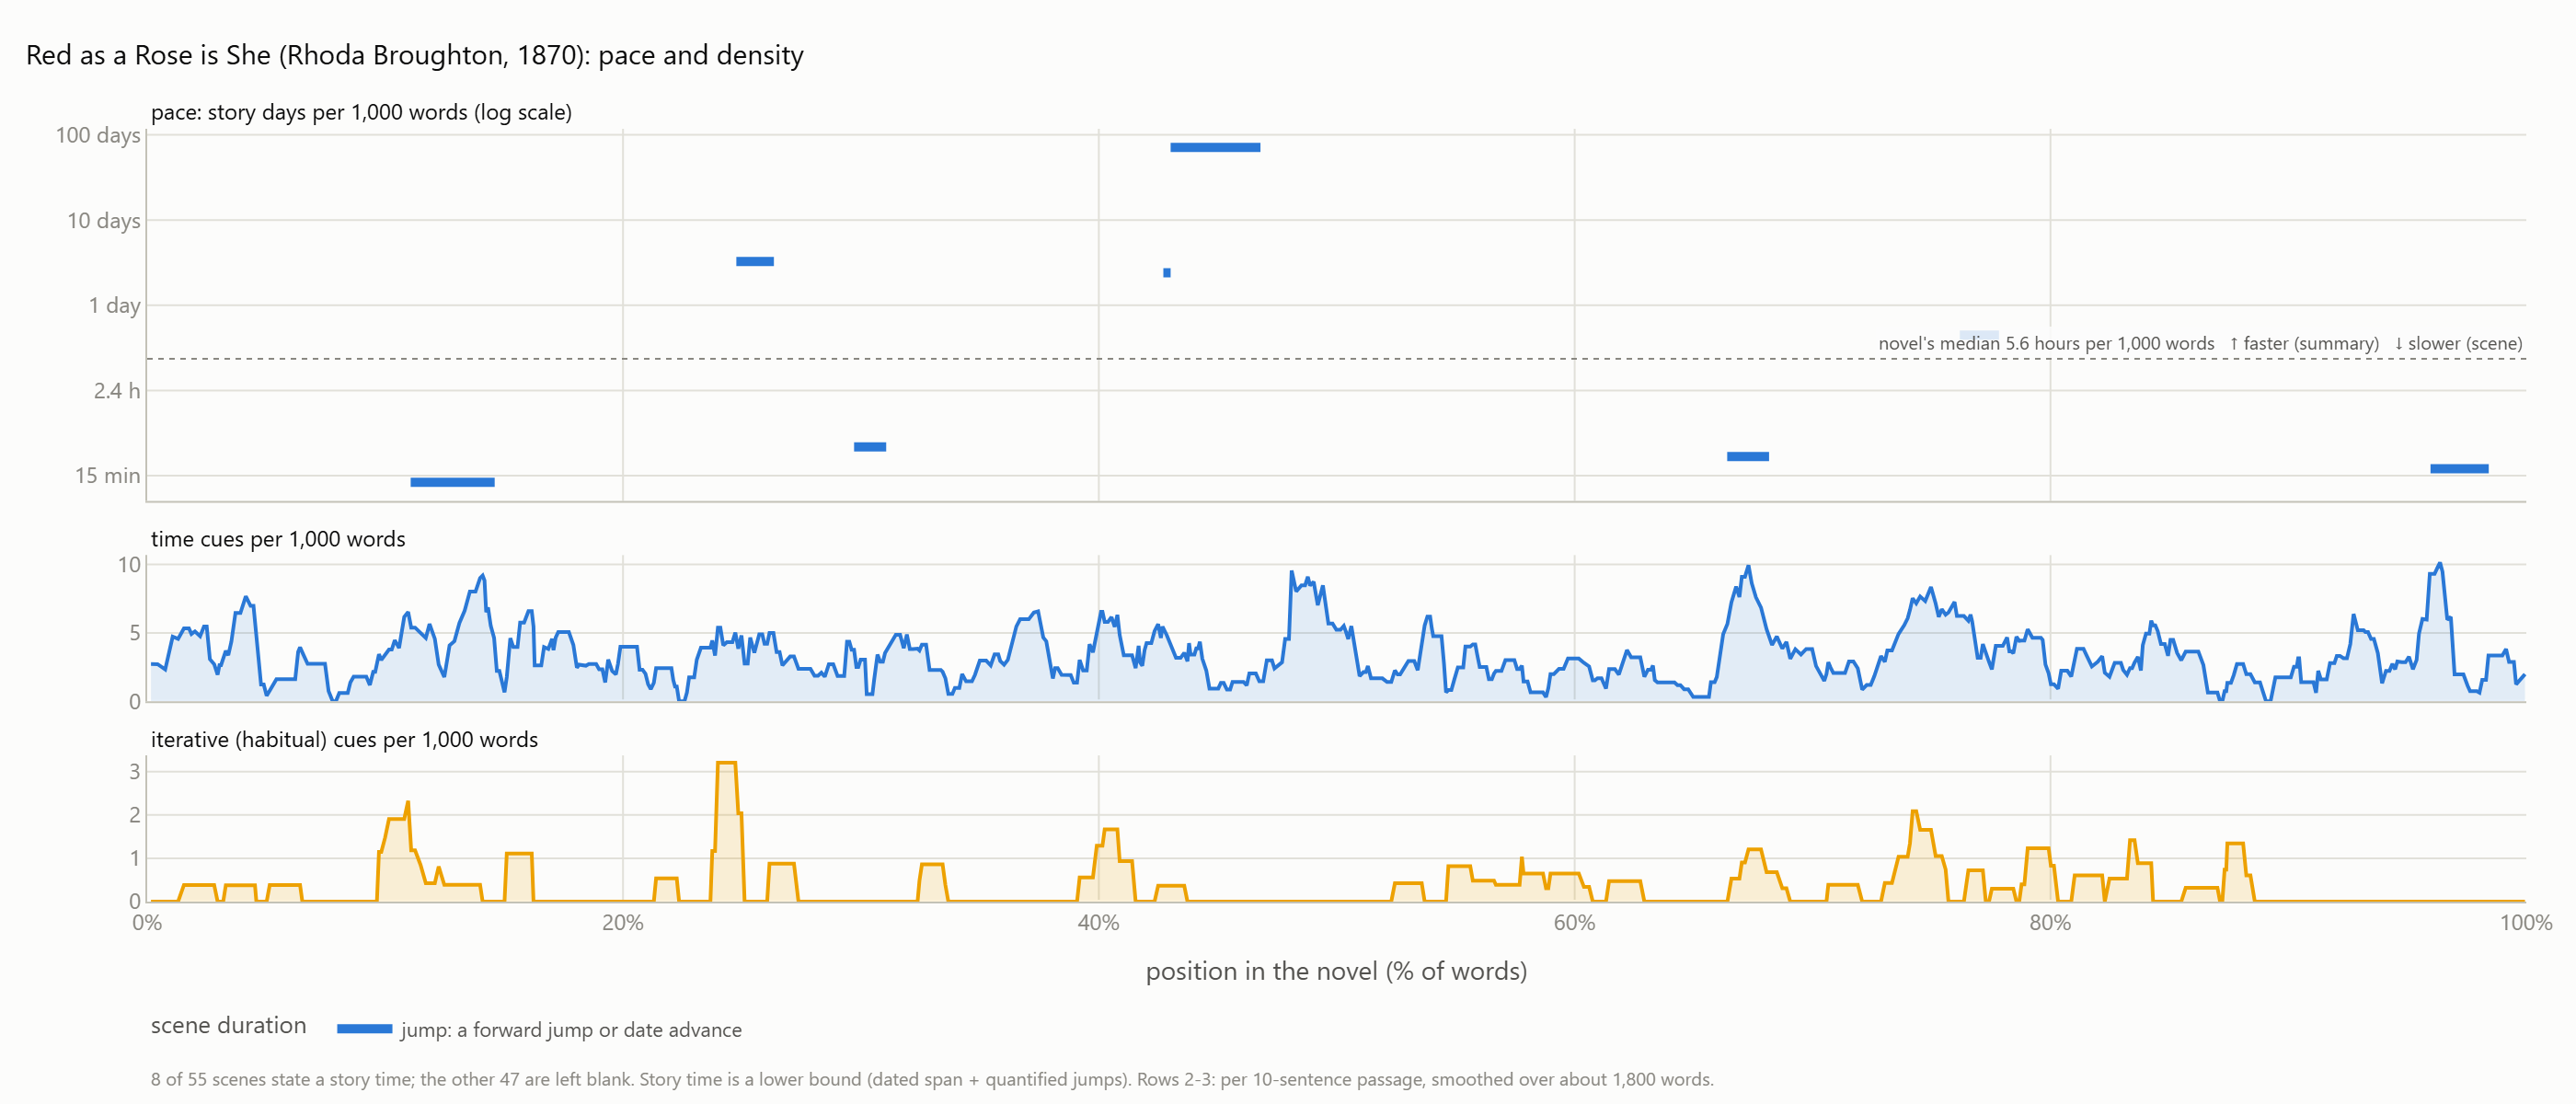 Red as a Rose is She (Rhoda Broughton, 1870): pace and density
pace: story days per 1,000 words (log scale)
100 days
10 days
1 day
novel's median 5.6 hours per 1,000 words ↑ faster (summary) ↓ slower (scene)
2.4 h
15 min
time cues per 1,000 words
10
5
0
iterative (habitual) cues per 1,000 words
3
2
1
0
0% 20% 40% 60% 80% 100%
position in the novel (% of words)
scene duration jump: a forward jump or date advance
8 of 55 scenes state a story time; the other 47 are left blank. Story time is a lower bound (dated span + quantified jumps). Rows 2-3: per 10-sentence passage, smoothed over about 1,800 words.